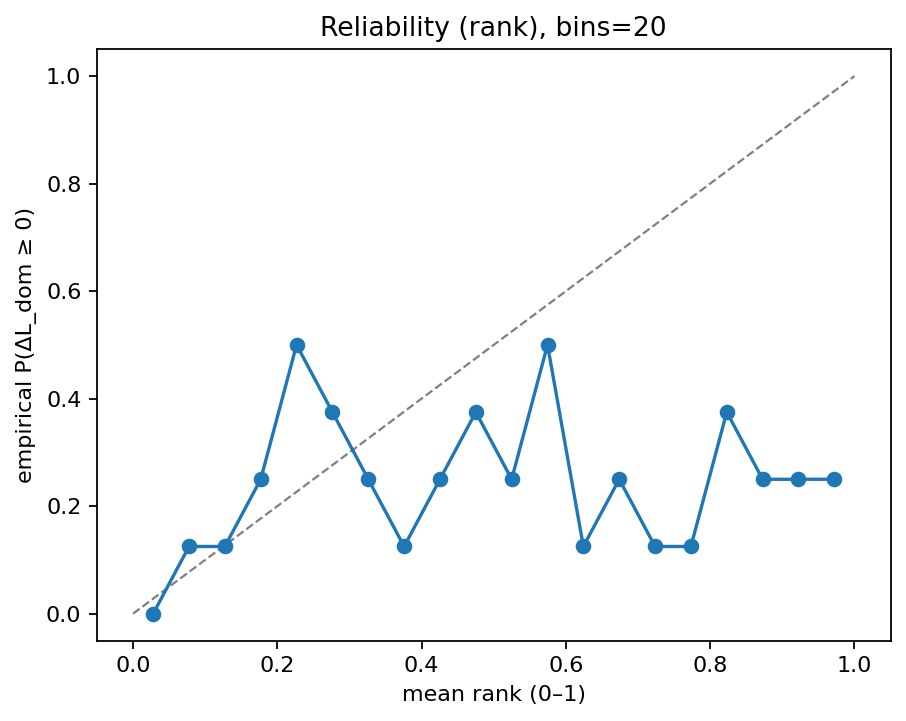 Reliability (rank), bins=20
empirical P(ΔL_dom ≥ 0)
1.0
0.8
0.6
0.4
0.2
0.0
0.0 0.2 0.4 0.6 0.8 1.0
mean rank (0–1)